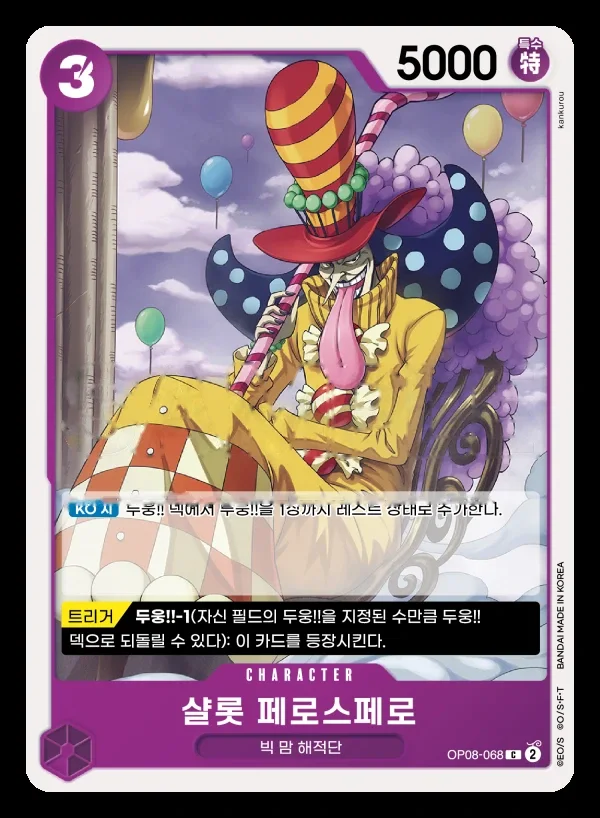 3
5000
특수
特
kankurou
KO 시 두웅!! 덱에서 두웅!!을 1장까지 레스트 상태로 추가한다.
트리거 두웅!!-1(자신 필드의 두웅!!을 지정된 수만큼 두웅!!
덱으로 되돌릴 수 있다): 이 카드를 등장시킨다.
CHARACTER
샬롯 페로스페로
빅 맘 해적단
OP08-068 C 2
©EO/S ©O/S·F·T BANDAI MADE IN KOREA